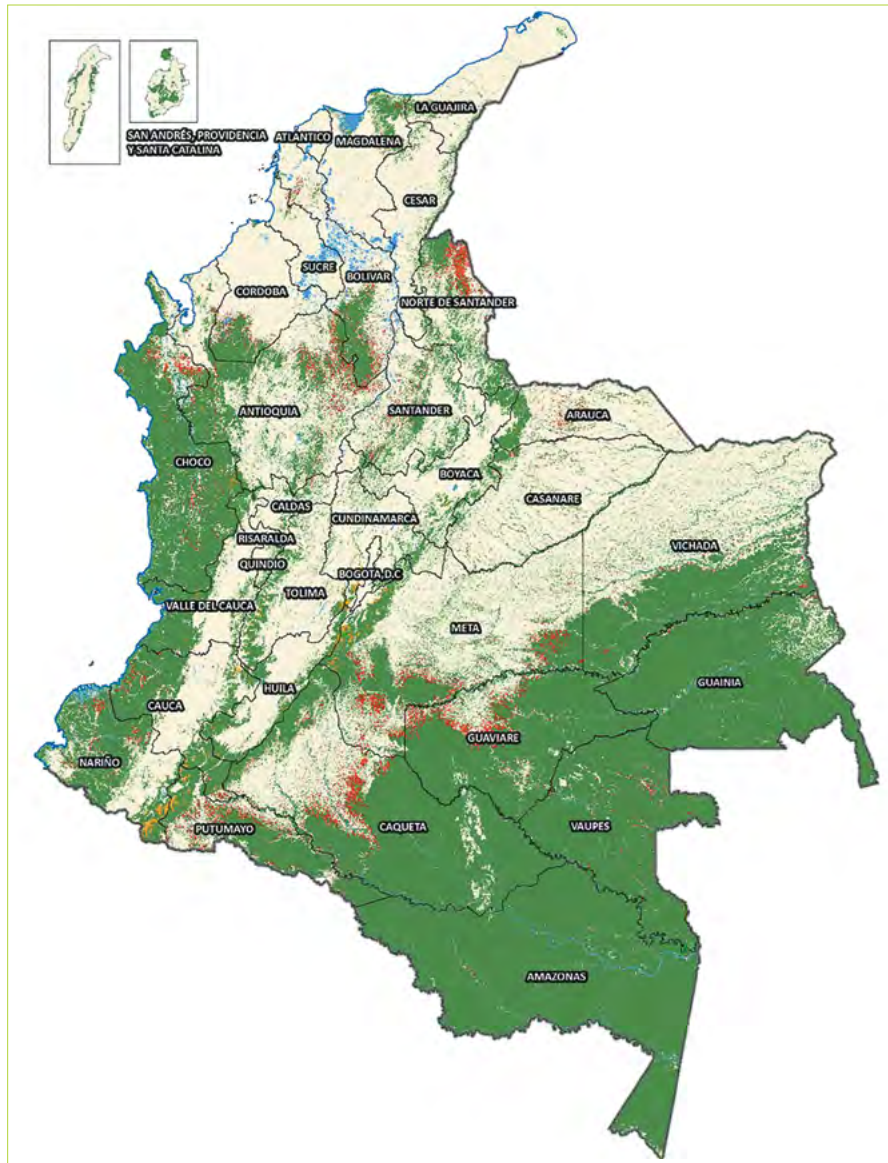 LA GUAJIRA
ATLANTICO
MAGDALENA
SAN ANDRÉS, PROVIDENCIA
Y SANTA CATALINA
CESAR
SUCRE
BOLIVAR
CORDOBA
NORTE DE SANTANDER
ANTIOQUIA
SANTANDER
ARAUCA
CHOCO
BOYACA
CALDAS
CASANARE
CUNDINAMARCA
RISARALDA
VICHADA
QUINDIO
BOGOTA, D.C
TOLIMA
VALLE DEL CAUCA
META
GUAINIA
HUILA
CAUCA
GUAVIARE
NARIÑO
PUTUMAYO
CAQUETA
VAUPES
AMAZONAS